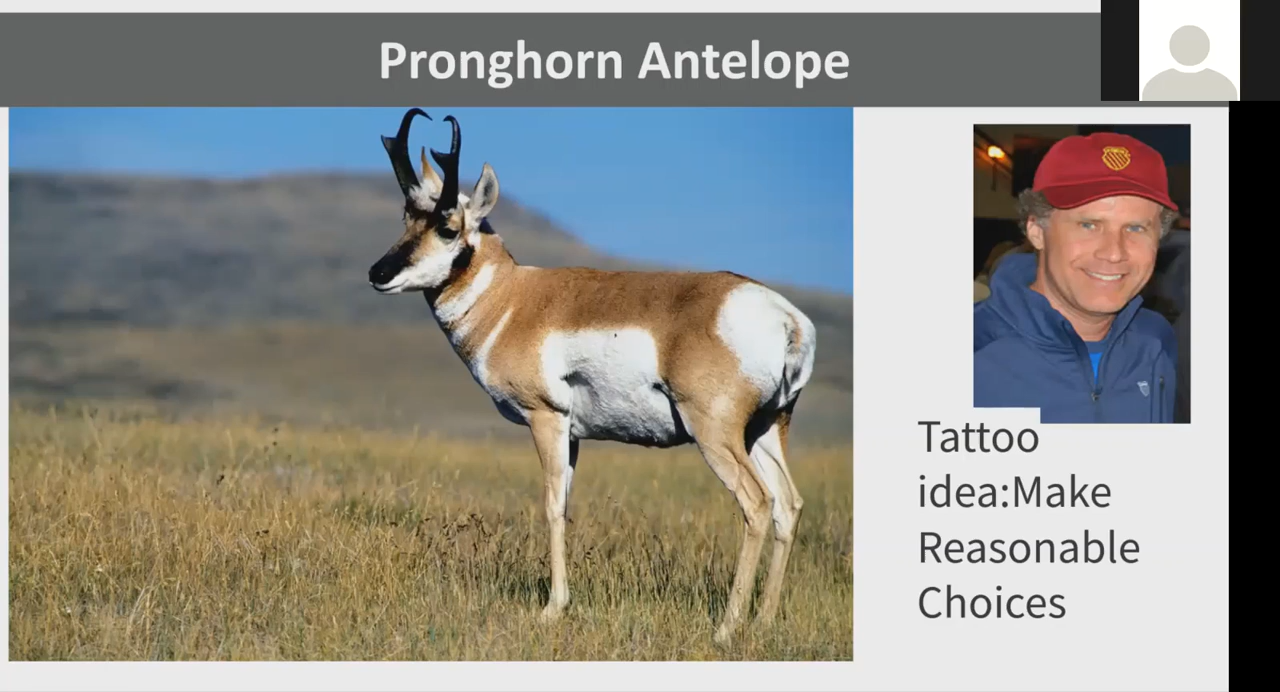 Pronghorn Antelope
Tattoo
idea:Make
Reasonable
Choices